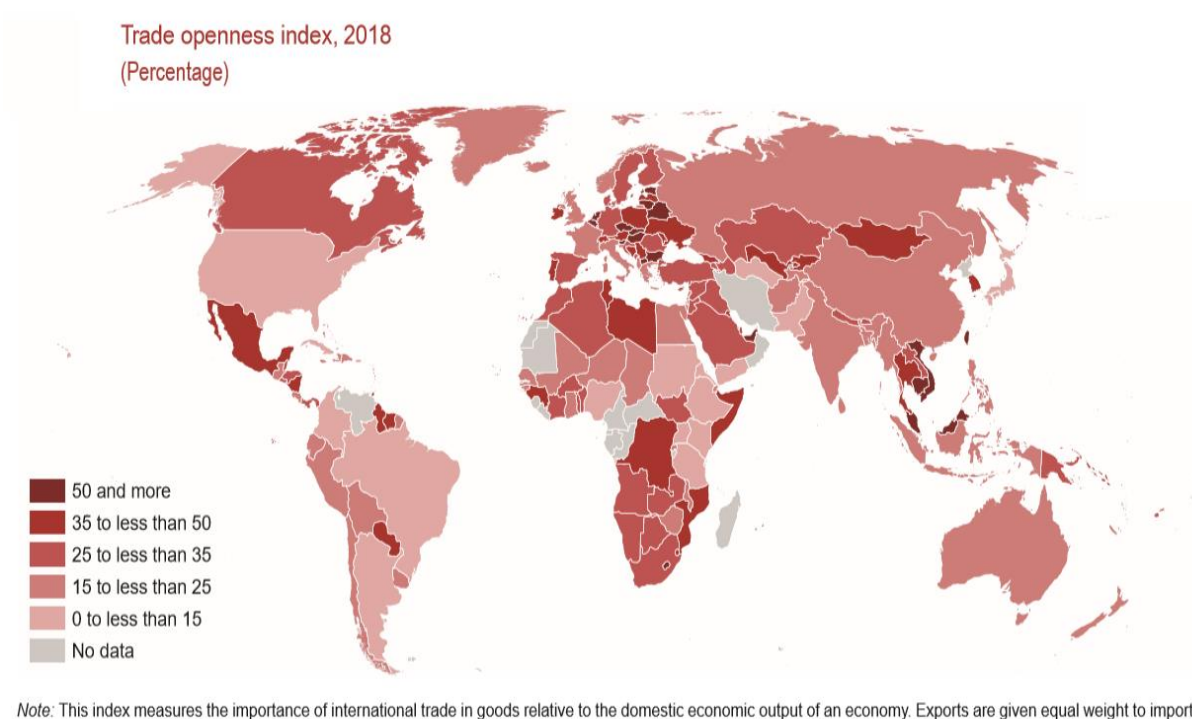 Trade openness index, 2018
(Percentage)
50 and more
35 to less than 50
25 to less than 35
15 to less than 25
0 to less than 15
No data
Note: This index measures the importance of international trade in goods relative to the domestic economic output of an economy. Exports are given equal weight to import